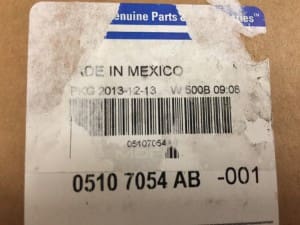 enuine Parts &
ADE IN MEXICO
PKG 2013-12-13 W 500B 09:06
05107054
0510 7054 AB -001